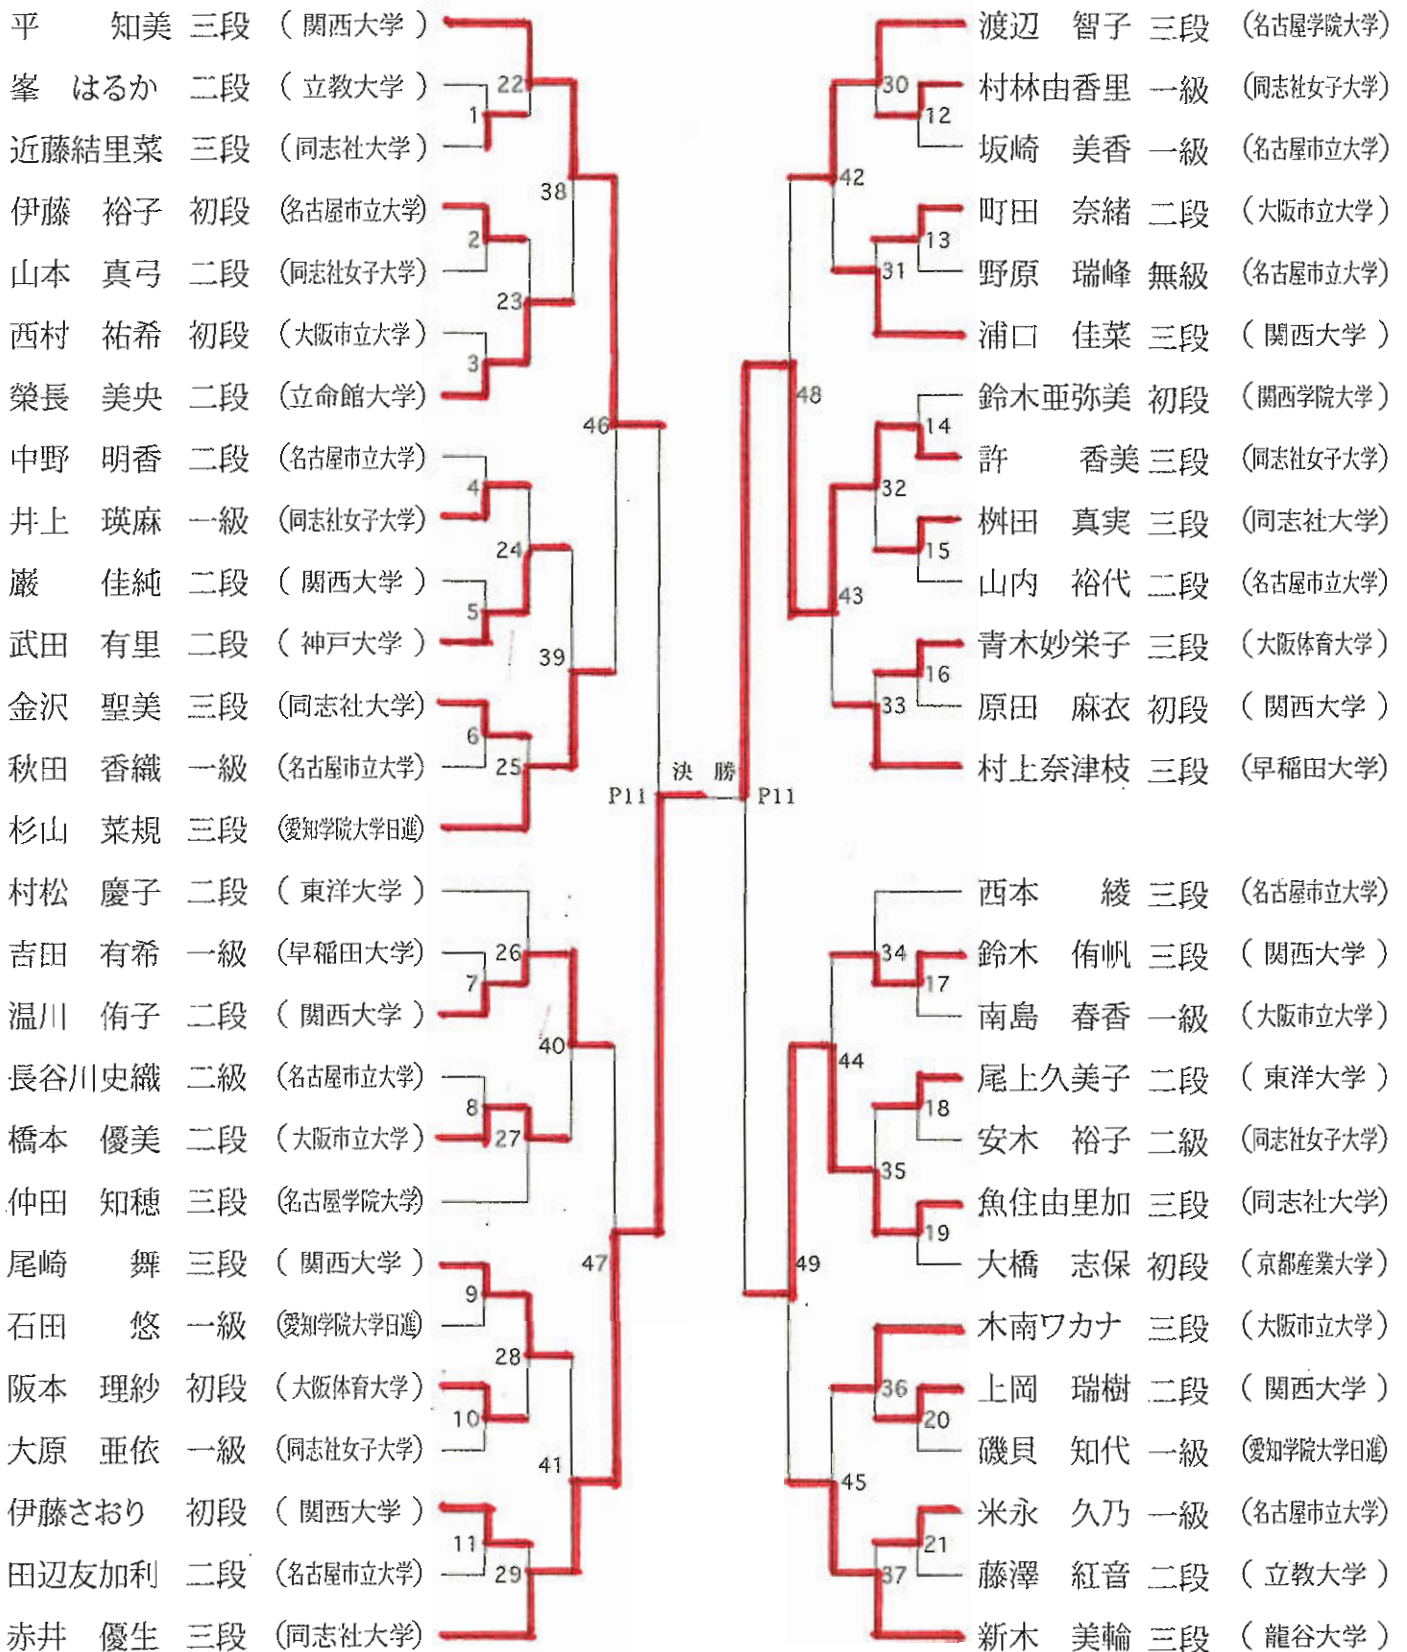 平 知美 三段 （ 関西大学 ）
峯 はるか 二段 （ 立教大学 ）
近藤結里菜 三段 （同志社大学 ）
伊藤 裕子 初段 （名古屋市立大学）
山本 真弓 二段 （同志社女子大学）
西村 祐希 初段 （大阪市立大学）
榮長 美央 二段 （立命館大学）
中野 明香 二段 （名古屋市立大学）
井上 瑛麻 一級 （同志社女子大学）
巌 佳純 二段 （ 関西大学 ）
武田 有里 二段 （ 神戸大学 ）
金沢 聖美 三段 （同志社大学）
秋田 香織 一級 （名古屋市立大学）
杉山 菜規 三段 （愛知学院大学日進）
村松 慶子 二段 （ 東洋大学 ）
吉田 有希 一級 （早稲田大学）
温川 侑子 二段 （ 関西大学 ）
長谷川史織 二級 （名古屋市立大学）
橋本 優美 二段 （大阪市立大学）
仲田 知穂 三段 （名古屋学院大学）
尾崎 舞 三段 （ 関西大学 ）
石田 悠 一級 （愛知学院大学日進）
阪本 理紗 初段 （大阪体育大学）
大原 亜依 一級 （同志社女子大学）
伊藤さおり 初段 （ 関西大学 ）
田辺友加利 二段 （名古屋市立大学）
赤井 優生 三段 （同志社大学）
1
2
3
4
5
6
7
8
9
10
11
22
23
24
25
26
27
28
29
38
39
40
41
46
47
P11
決 勝
P11
48
49
42
43
44
45
30
31
32
33
34
35
36
37
12
13
14
15
16
17
18
19
20
21
渡辺 智子 三段 （名古屋学院大学）
村林由香里 一級 （同志社女子大学）
坂崎 美香 一級 （名古屋市立大学）
町田 奈緒 二段 （大阪市立大学）
野原 瑞峰 無級 （名古屋市立大学）
浦口 佳菜 三段 （ 関西大学 ）
鈴木亜弥美 初段 （関西学院大学）
許 香美 三段 （同志社女子大学）
桝田 真実 三段 （同志社大学）
山内 裕代 二段 （名古屋市立大学）
青木妙栄子 三段 （大阪体育大学）
原田 麻衣 初段 （ 関西大学 ）
村上奈津枝 三段 （早稲田大学）
西本 綾 三段 （名古屋市立大学）
鈴木 侑帆 三段 （ 関西大学 ）
南島 春香 一級 （大阪市立大学）
尾上久美子 二段 （ 東洋大学 ）
安木 裕子 二級 （同志社女子大学）
魚住由里加 三段 （同志社大学）
大橋 志保 初段 （京都産業大学）
木南ワカナ 三段 （大阪市立大学）
上岡 瑞樹 二段 （ 関西大学 ）
磯貝 知代 一級 （愛知学院大学日進）
米永 久乃 一級 （名古屋市立大学）
藤澤 紅音 二段 （ 立教大学 ）
新木 美輪 三段 （ 龍谷大学 ）